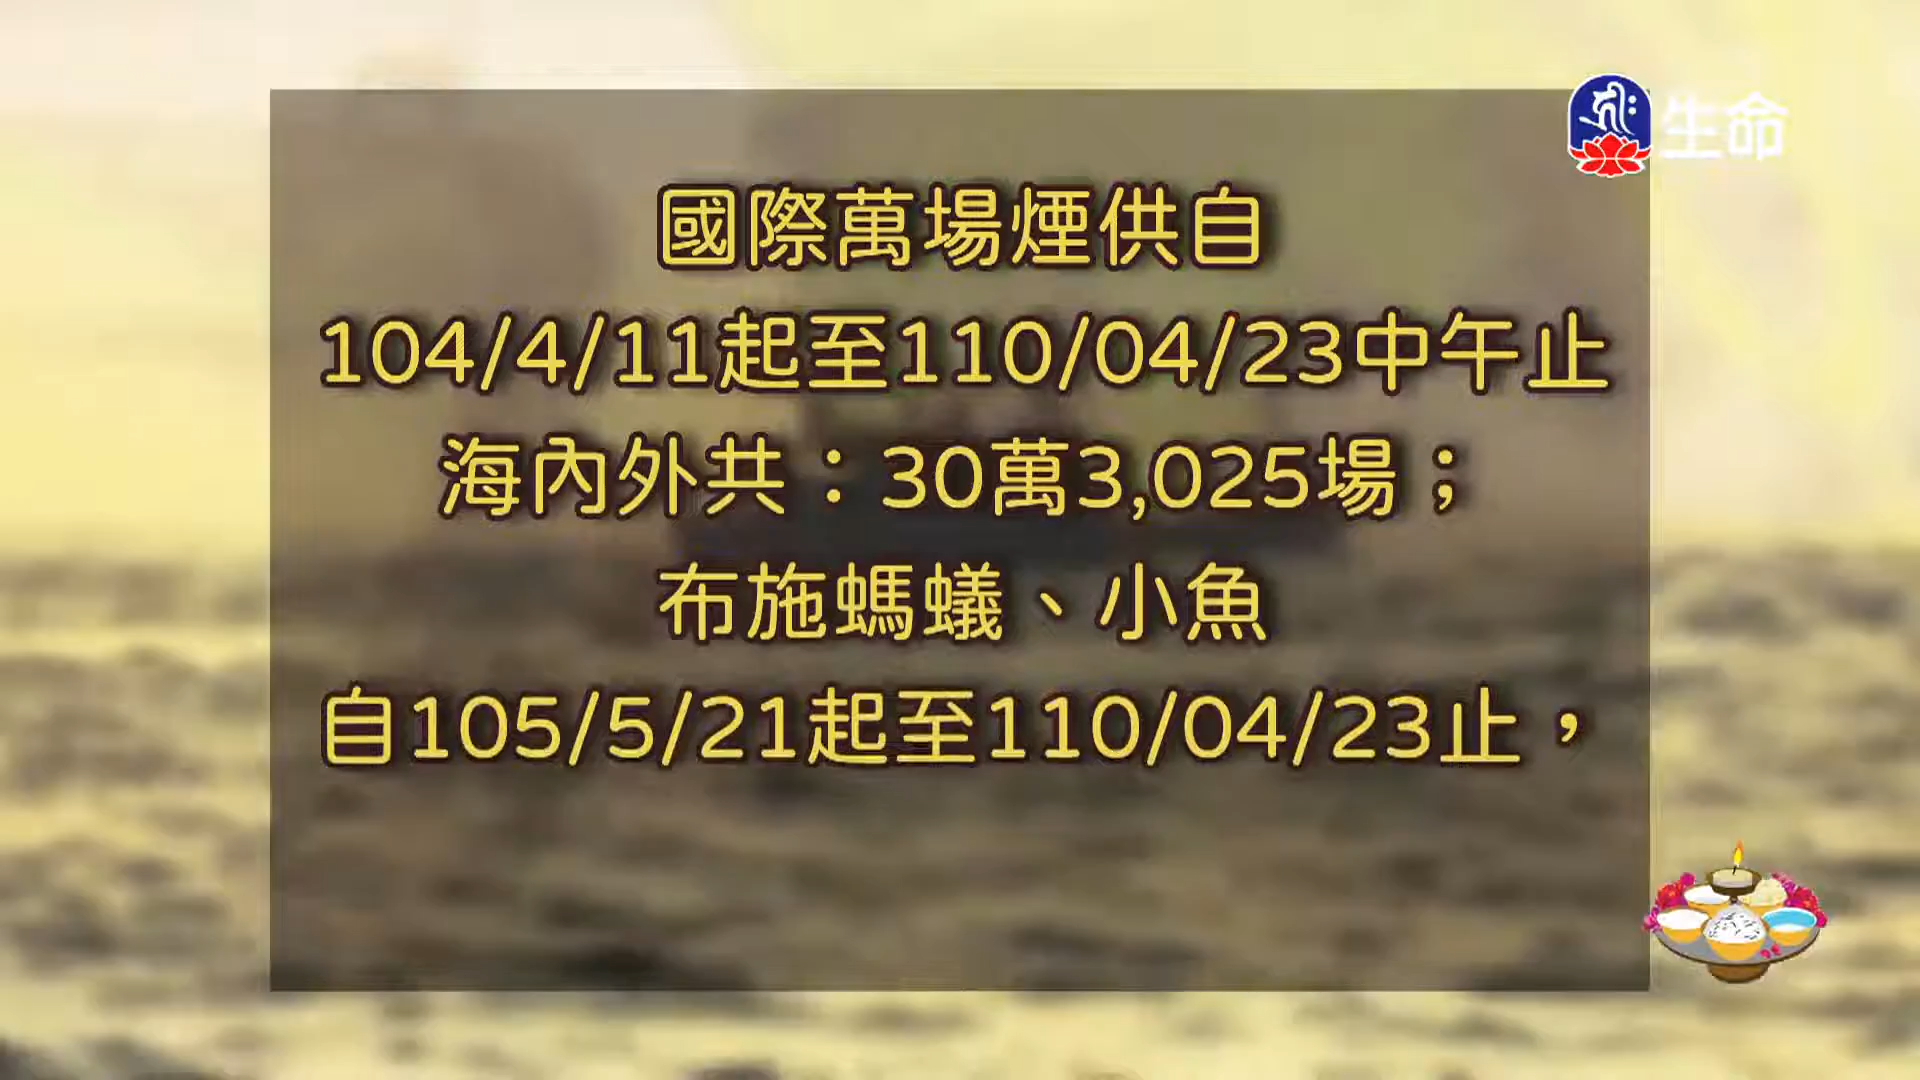 生命
國際萬場煙供自
104/4/11起至110/04/23中午止
海內外共：30萬3,025場；
布施螞蟻、小魚
自105/5/21起至110/04/23止，